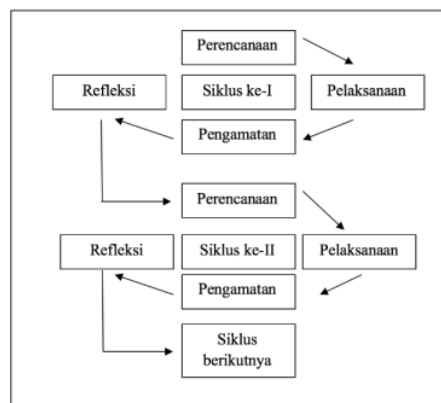 Perencanaan
Refleksi
Siklus ke-I
Pelaksanaan
Pengamatan
Perencanaan
Refleksi
Siklus ke-II
Pelaksanaan
Pengamatan
Siklus
berikutnya